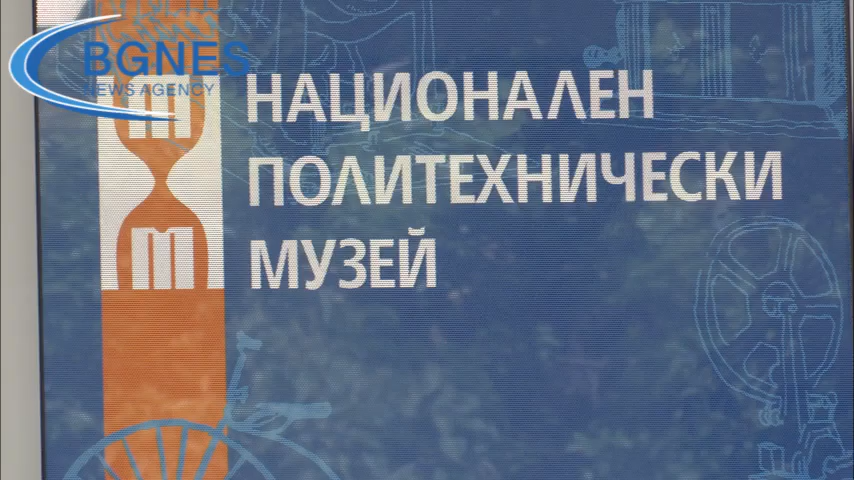 BGNES
NEWS AGENCY
НАЦИОНАЛЕН
ПОЛИТЕХНИЧЕСКИ
МУЗЕЙ